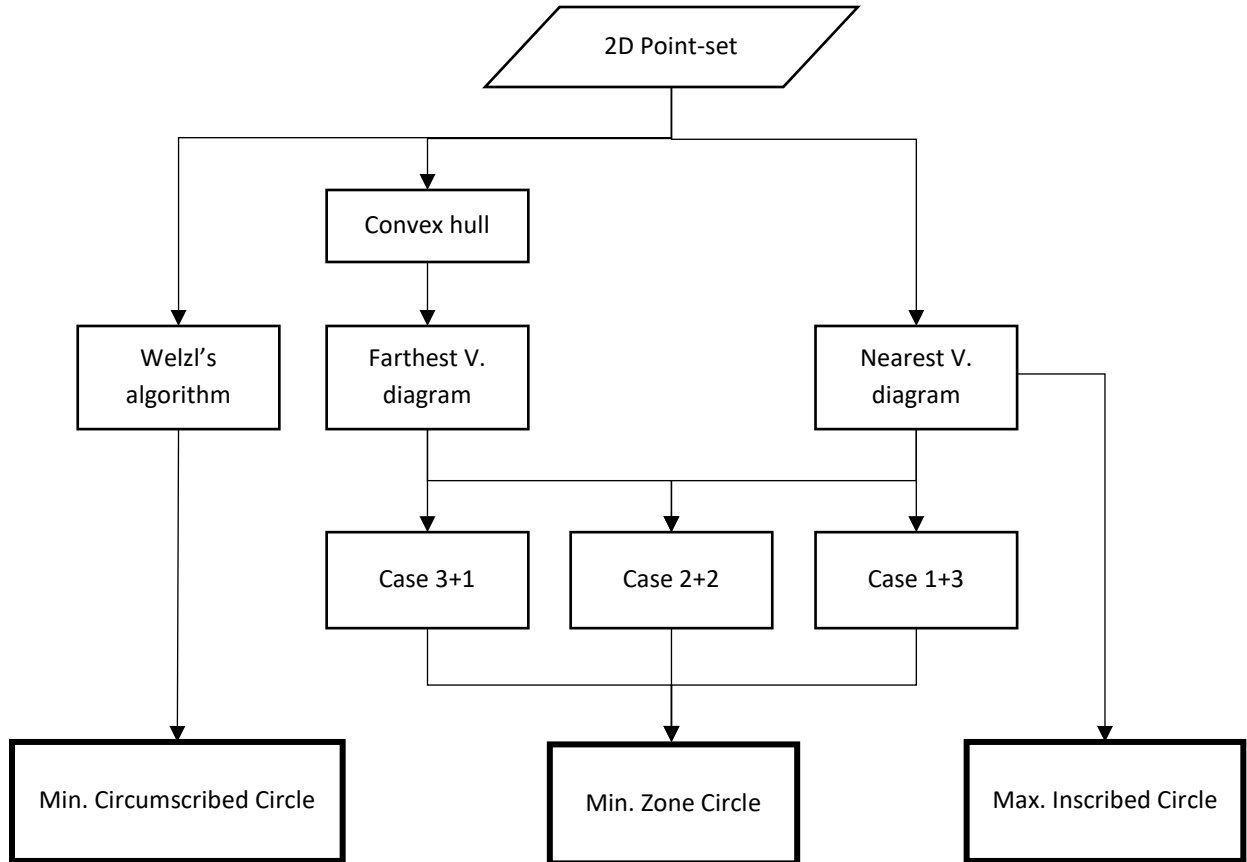 2D Point-set
Convex hull
Welzl’s
algorithm
Farthest V.
diagram
Nearest V.
diagram
Case 3+1
Case 2+2
Case 1+3
Min. Circumscribed Circle
Min. Zone Circle
Max. Inscribed Circle